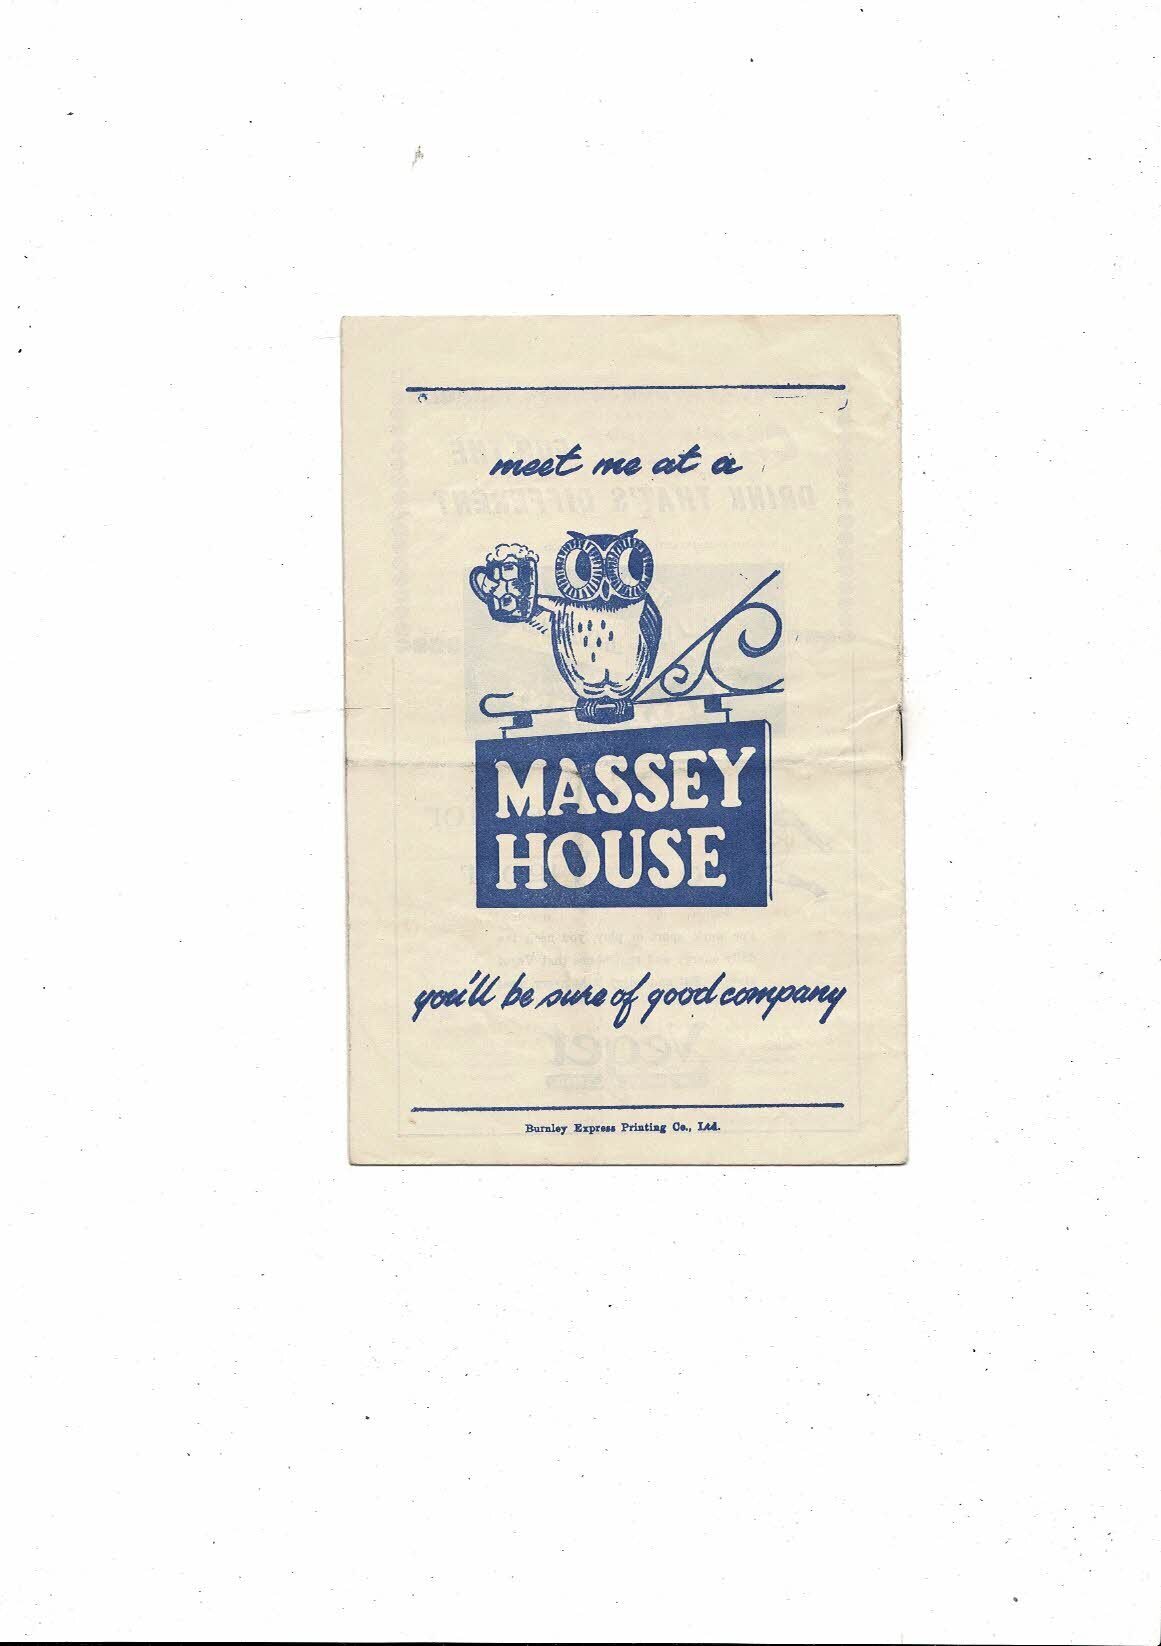 meet me at a
MASSEY
HOUSE
you'll be sure of good company
Burnley Express Printing Co., Ltd.